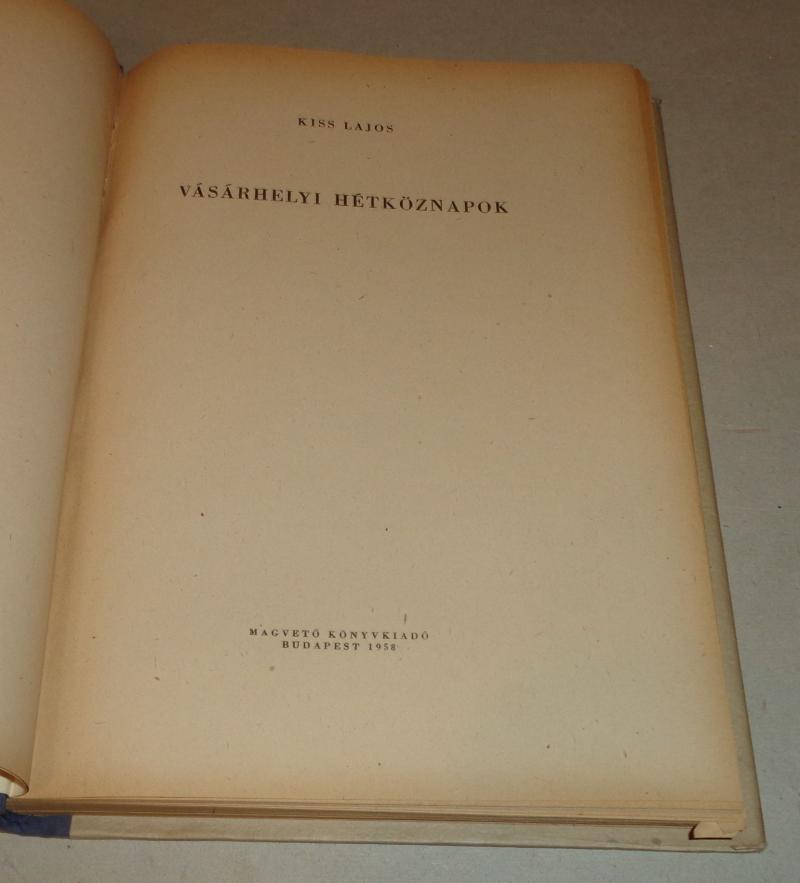 KISS LAJOS
VÁSÁRHELYI HÉTKÖZNAPOK
MAGVETŐ KÖNYVKIADÓ
BUDAPEST 1958